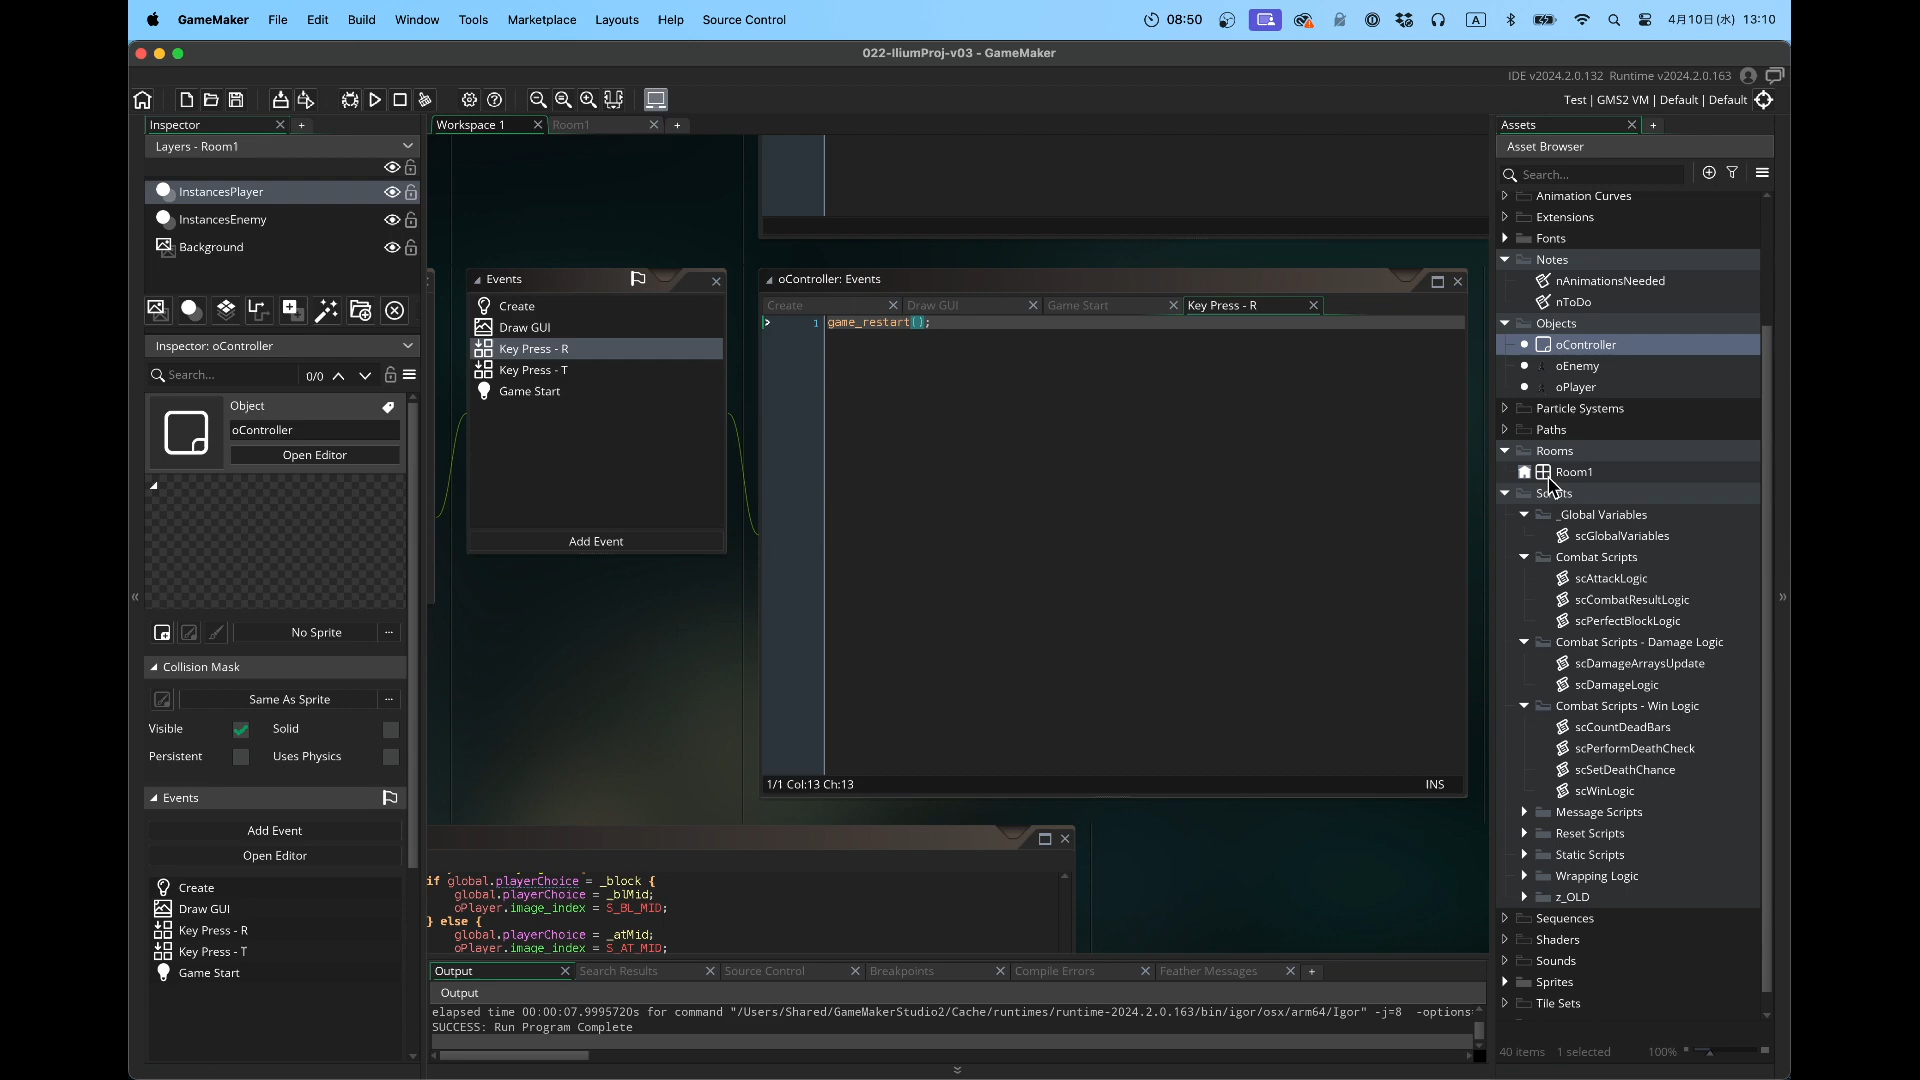 GameMaker File Edit Build Window Tools Marketplace Layouts Help Source Control 08:50 A 4月10日(水) 13:10
022-IliumProj-v03 - GameMaker
IDE v2024.2.0.132 Runtime v2024.2.0.163
Test | GMS2 VM | Default | Default
Inspector
Layers - Room1
InstancesPlayer
InstancesEnemy
Background
Inspector: oController
Search... 0/0
Object
oController
Open Editor
No Sprite ...
Collision Mask
Same As Sprite ...
Visible Solid
Persistent Uses Physics
Events
Add Event
Open Editor
Create
Draw GUI
Key Press - R
Key Press - T
Game Start
Workspace 1 Room1
Events
Create
Draw GUI
Key Press - R
Key Press - T
Game Start
Add Event
oController: Events
Create Draw GUI Game Start Key Press - R
1 game_restart();
1/1 Col:13 Ch:13 INS
if global.playerChoice = _block {
global.playerChoice = _blMid;
oPlayer.image_index = S_BL_MID;
} else {
global.playerChoice = _atMid;
oPlayer.image_index = S_AT_MID;
Output Search Results Source Control Breakpoints Compile Errors Feather Messages
Output
elapsed time 00:00:07.9995720s for command "/Users/Shared/GameMakerStudio2/Cache/runtimes/runtime-2024.2.0.163/bin/igor/osx/arm64/Igor" -j=8 -options=
SUCCESS: Run Program Complete
Assets
Asset Browser
Search...
Animation Curves
Extensions
Fonts
Notes
nAnimationsNeeded
nToDo
Objects
oController
oEnemy
oPlayer
Particle Systems
Paths
Rooms
Room1
Scripts
_Global Variables
scGlobalVariables
Combat Scripts
scAttackLogic
scCombatResultLogic
scPerfectBlockLogic
Combat Scripts - Damage Logic
scDamageArraysUpdate
scDamageLogic
Combat Scripts - Win Logic
scCountDeadBars
scPerformDeathCheck
scSetDeathChance
scWinLogic
Message Scripts
Reset Scripts
Static Scripts
Wrapping Logic
z_OLD
Sequences
Shaders
Sounds
Sprites
Tile Sets
40 items 1 selected 100%